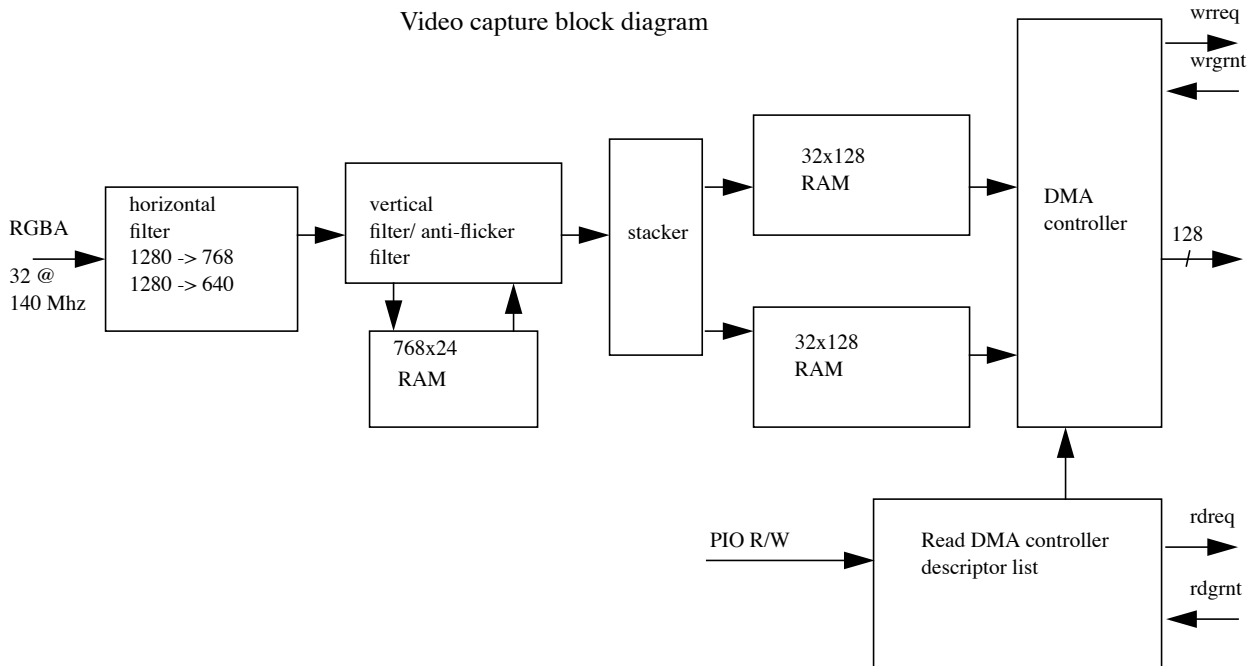 Video capture block diagram
wrreq
wrgrnt
RGBA
32 @
140 Mhz
horizontal
filter
1280 -> 768
1280 -> 640
vertical
filter/ anti-flicker
filter
768x24
RAM
stacker
32x128
RAM
32x128
RAM
DMA
controller
128
PIO R/W
Read DMA controller
descriptor list
rdreq
rdgrnt